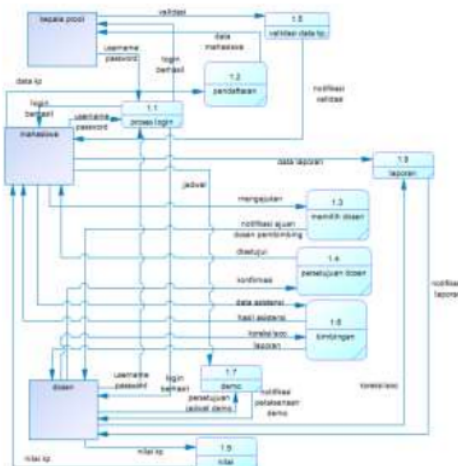 kepala prodi
validasi
1.5
validasi data kp
username
password
login
berhasil
data
mahasiswa
1.2
pendaftaran
data kp
login
berhasil
username
password
1.1
proses login
notifikasi
validasi
mahasiswa
data laporan
1.8
laporan
jadwal
mengajukan
1.3
memilih dosen
notifikasi ajuan
dosen pembimbing
disetujui
1.4
persetujuan dosen
konfirmasi
data asistensi
hasil asistensi
1.6
bimbingan
koreksi/acc
laporan
notifikasi
laporan
username
password
login
berhasil
1.7
demo
dosen
persetujuan
jadwal demo
notifikasi
pelaksanaan
demo
koreksi/acc
nilai kp
1.9
nilai
nilai kp